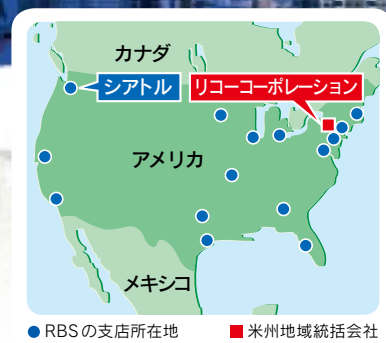 カナダ
シアトル
リコーコーポレーション
アメリカ
メキシコ
● RBSの支店所在地
■ 米州地域統括会社